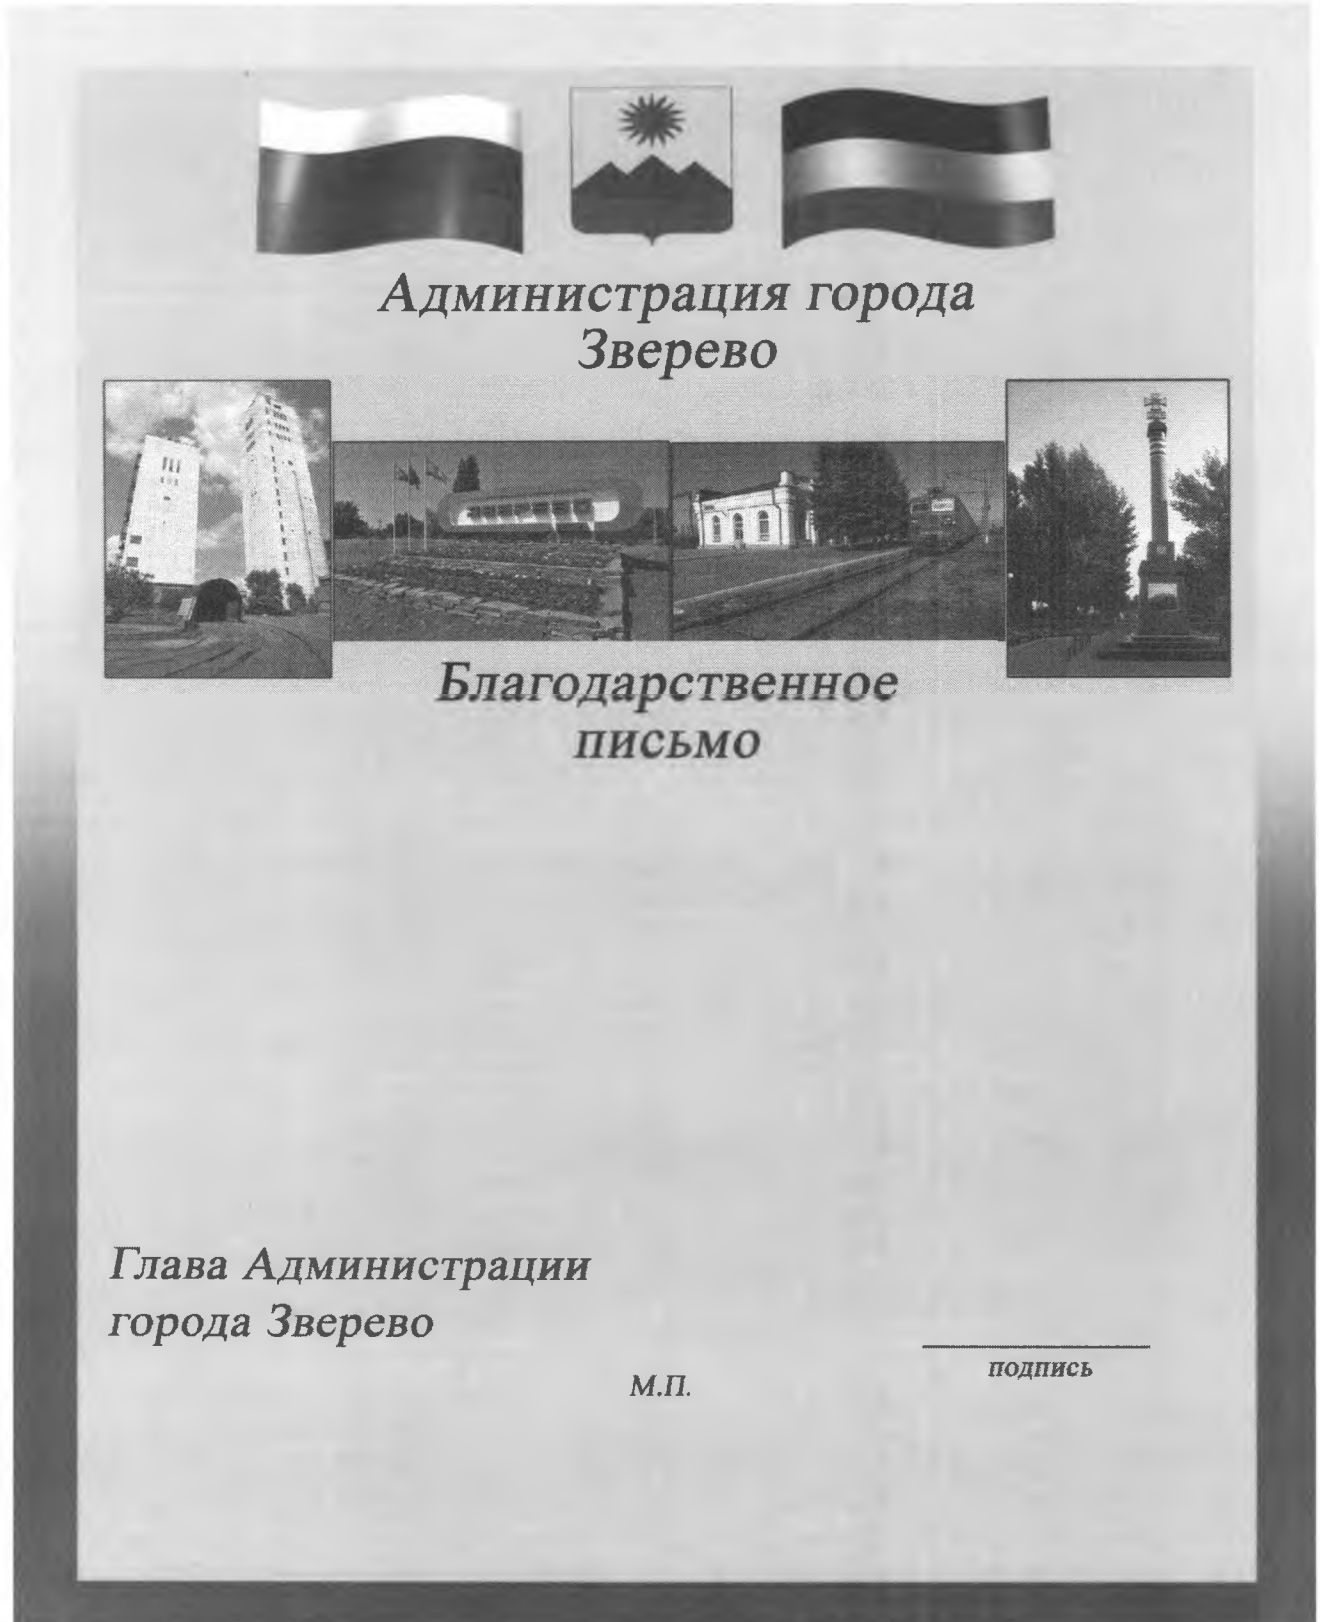 Администрация города
Зверево
Благодарственное
письмо
Глава Администрации
города Зверево
подпись
М.П.